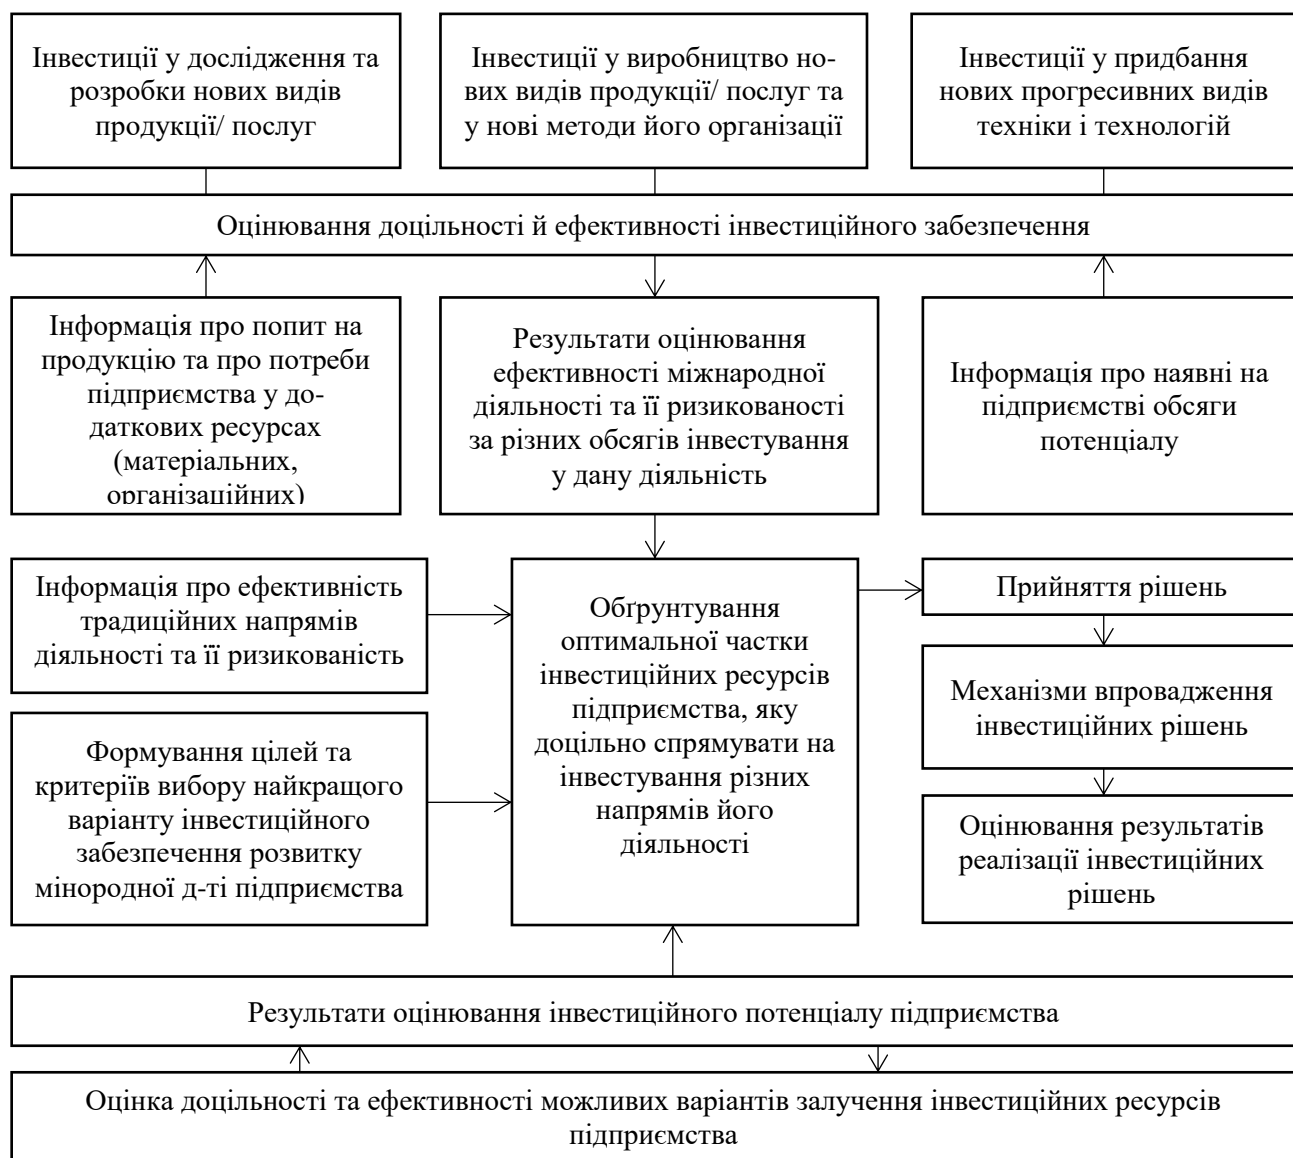 Інвестиції у дослідження та
розробки нових видів
продукції/ послуг
Інвестиції у виробництво но-
вих видів продукції/ послуг та
у нові методи його організації
Інвестиції у придбання
нових прогресивних видів
техніки і технологій
Оцінювання доцільності й ефективності інвестиційного забезпечення
Інформація про попит на
продукцію та про потреби
підприємства у до-
даткових ресурсах
(матеріальних,
організаційних)
Результати оцінювання
ефективності міжнародної
діяльності та її ризикованості
за різних обсягів інвестування
у дану діяльність
Інформація про наявні на
підприємстві обсяги
потенціалу
Інформація про ефективність
традиційних напрямів
діяльності та її ризикованість
Формування цілей та
критеріїв вибору найкращого
варіанту інвестиційного
забезпечення розвитку
мінородної д-ті підприємства
Обґрунтування
оптимальної частки
інвестиційних ресурсів
підприємства, яку
доцільно спрямувати на
інвестування різних
напрямів його
діяльності
Прийняття рішень
Механізми впровадження
інвестиційних рішень
Оцінювання результатів
реалізації інвестиційних
рішень
Результати оцінювання інвестиційного потенціалу підприємства
Оцінка доцільності та ефективності можливих варіантів залучення інвестиційних ресурсів
підприємства